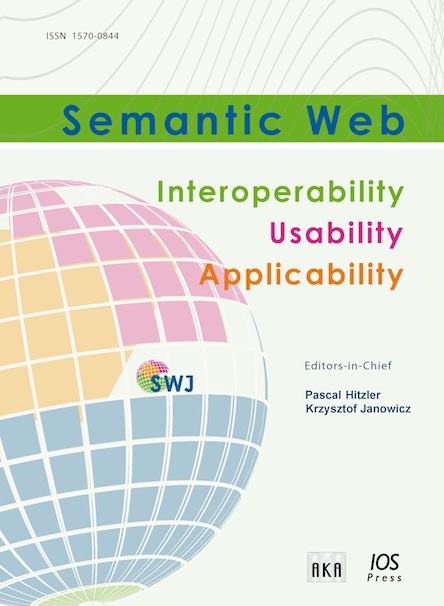 ISSN 1570-0844
Semantic Web
Interoperability
Usability
Applicability
Editors-in-Chief
SWJ
Pascal Hitzler
Krzysztof Janowicz
AKA
IOS
Press